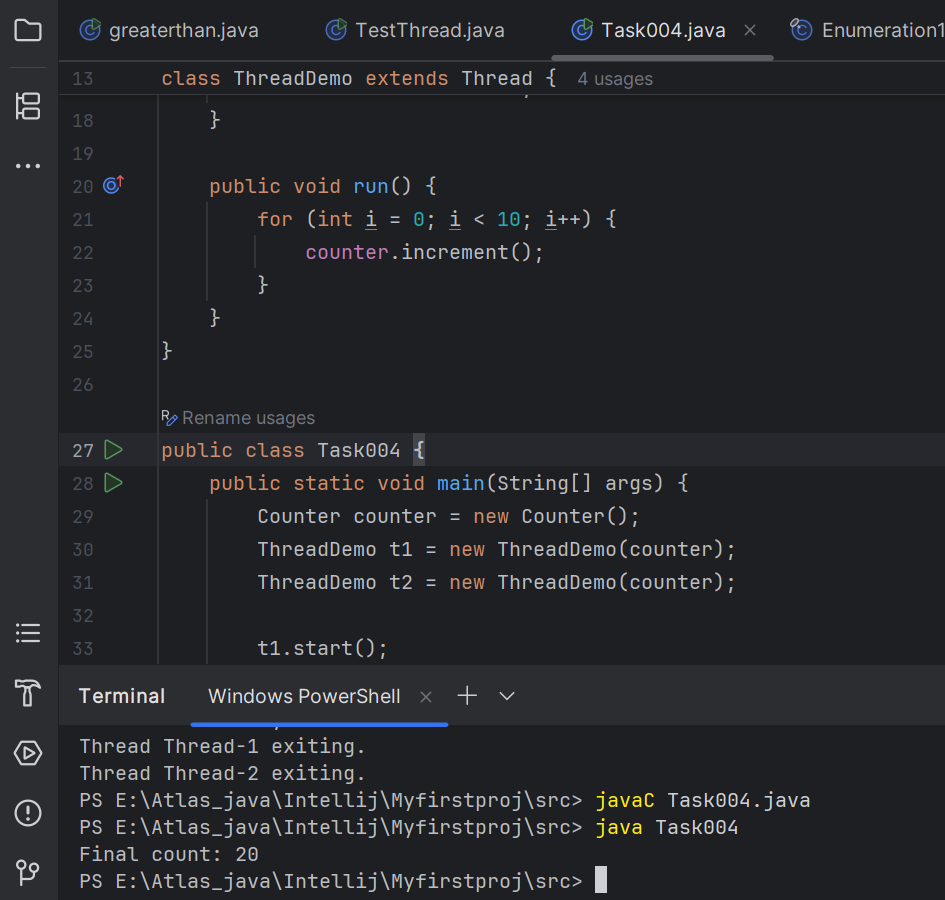 greaterthan.java TestThread.java Task004.java Enumeration1
13 class ThreadDemo extends Thread { 4 usages
18 }
19
20 public void run() {
21 for (int i = 0; i < 10; i++) {
22 counter.increment();
23 }
24 }
25 }
26
Rename usages
27 public class Task004 {
28 public static void main(String[] args) {
29 Counter counter = new Counter();
30 ThreadDemo t1 = new ThreadDemo(counter);
31 ThreadDemo t2 = new ThreadDemo(counter);
32
33 t1.start();
Terminal Windows PowerShell
Thread Thread-1 exiting.
Thread Thread-2 exiting.
PS E:\Atlas_java\Intellij\Myfirstproj\src> javaC Task004.java
PS E:\Atlas_java\Intellij\Myfirstproj\src> java Task004
Final count: 20
PS E:\Atlas_java\Intellij\Myfirstproj\src>